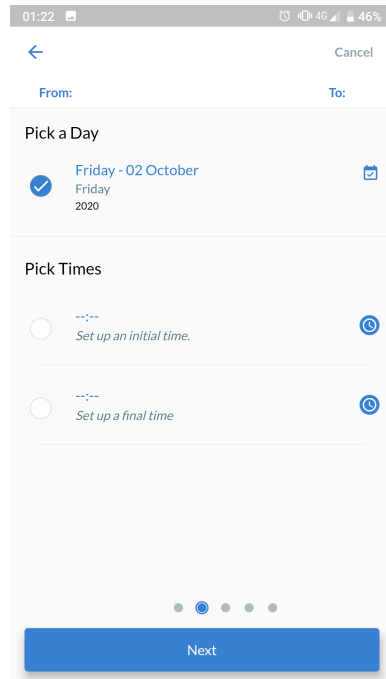 01:22 4G 46%
Cancel
From: To:
Pick a Day
Friday - 02 October
Friday
2020
Pick Times
--:--
Set up an initial time.
--:--
Set up a final time
Next